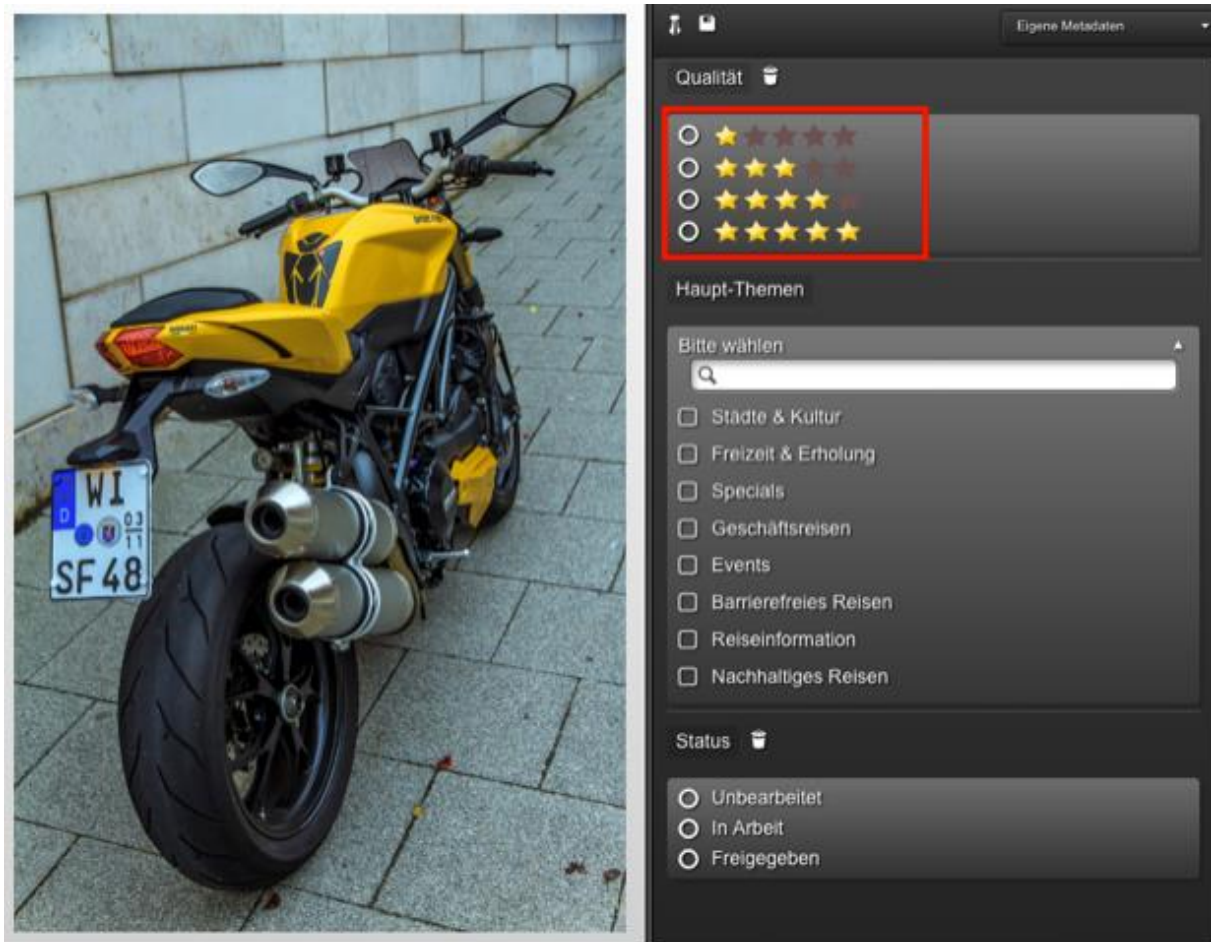 WI
D
03
11
SF 48
Eigene Metadaten
Qualität
Haupt-Themen
Bitte wählen
Städte & Kultur
Freizeit & Erholung
Specials
Geschäftsreisen
Events
Barrierefreies Reisen
Reiseinformation
Nachhaltiges Reisen
Status
Unbearbeitet
In Arbeit
Freigegeben